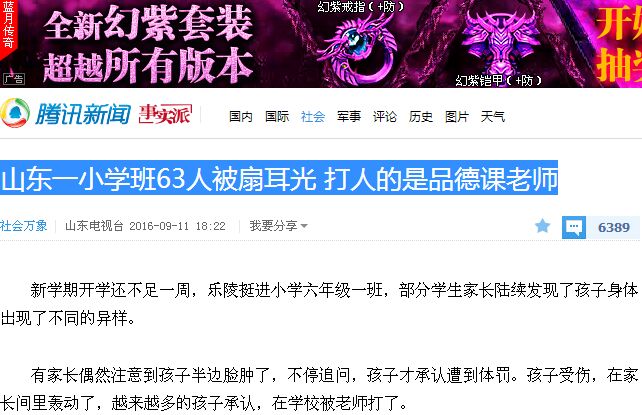 蓝月传奇
全新幻紫套装
超越所有版本
广告
幻紫戒指（+防）
幻紫铠甲（+防）
开始
抽奖
腾讯新闻 事实派 国内 国际 社会 军事 评论 历史 图片 天气
山东一小学班63人被扇耳光 打人的是品德课老师
社会万象 山东电视台 2016-09-11 18:22 我要分享 6389
新学期开学还不足一周，乐陵挺进小学六年级一班，部分学生家长陆续发现了孩子身体
出现了不同的异样。
有家长偶然注意到孩子半边脸肿了，不停追问，孩子才承认遭到体罚。孩子受伤，在家
长间里轰动了，越来越多的孩子承认，在学校被老师打了。